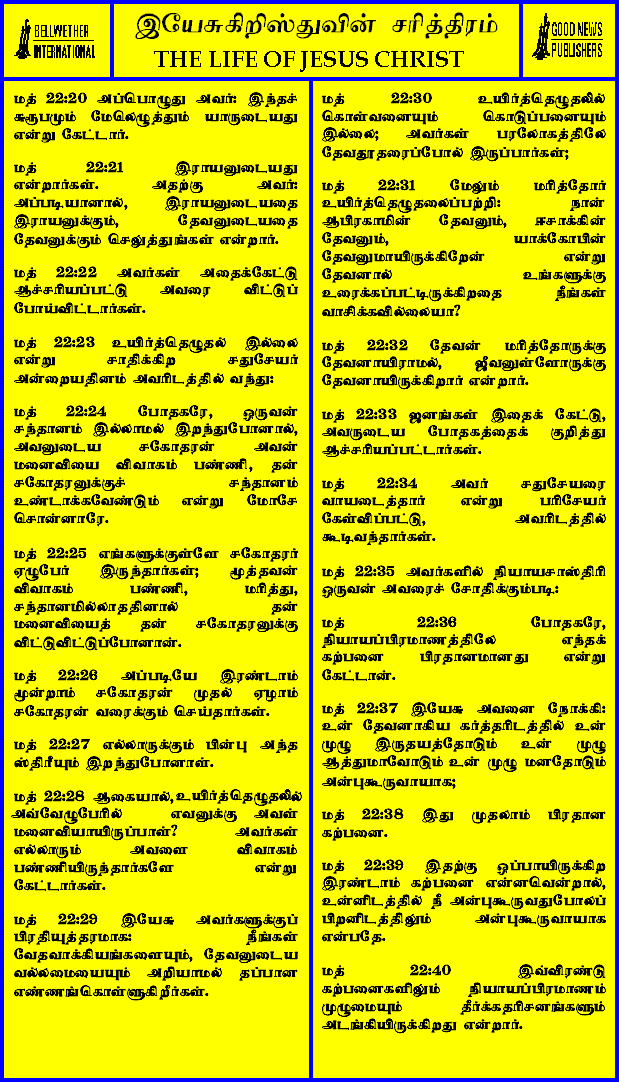 BELLWETHER
INTERNATIONAL
இயேசுகிறிஸ்துவின் சரித்திரம்
THE LIFE OF JESUS CHRIST
GOOD NEWS
PUBLISHERS
மத் 22:20 அப்பொழுது அவர்: இந்தச்
சுரூபமும் மேலெழுத்தும் யாருடையது
என்று கேட்டார்.
மத் 22:21 இராயனுடையது
என்றார்கள். அதற்கு அவர்:
அப்படியானால், இராயனுடையதை
இராயனுக்கும், தேவனுடையதை
தேவனுக்கும் செலுத்துங்கள் என்றார்.
மத் 22:22 அவர்கள் அதைக்கேட்டு
ஆச்சரியப்பட்டு அவரை விட்டுப்
போய்விட்டார்கள்.
மத் 22:23 உயிர்த்தெழுதல் இல்லை
என்று சாதிக்கிற சதுசேயர்
அன்றையதினம் அவரிடத்தில் வந்து:
மத் 22:24 போதகரே, ஒருவன்
சந்தானம் இல்லாமல் இறந்துபோனால்,
அவனுடைய சகோதரன் அவன்
மனைவியை விவாகம் பண்ணி, தன்
சகோதரனுக்குச் சந்தானம்
உண்டாக்கவேண்டும் என்று மோசே
சொன்னாரே.
மத் 22:25 எங்களுக்குள்ளே சகோதரர்
ஏழுபேர் இருந்தார்கள்; மூத்தவன்
விவாகம் பண்ணி, மரித்து,
சந்தானமில்லாததினால் தன்
மனைவியைத் தன் சகோதரனுக்கு
விட்டுவிட்டுப்போனான்.
மத் 22:26 அப்படியே இரண்டாம்
மூன்றாம் சகோதரன் முதல் ஏழாம்
சகோதரன் வரைக்கும் செய்தார்கள்.
மத் 22:27 எல்லாருக்கும் பின்பு அந்த
ஸ்திரீயும் இறந்துபோனாள்.
மத் 22:28 ஆகையால், உயிர்த்தெழுதலில்
அவ்வேழுபேரில் எவனுக்கு அவள்
மனைவியாயிருப்பாள்? அவர்கள்
எல்லாரும் அவளை விவாகம்
பண்ணியிருந்தார்களே என்று
கேட்டார்கள்.
மத் 22:29 இயேசு அவர்களுக்குப்
பிரதியுத்தரமாக: நீங்கள்
வேதவாக்கியங்களையும், தேவனுடைய
வல்லமையையும் அறியாமல் தப்பான
எண்ணங்கொள்ளுகிறீர்கள்.
மத் 22:30 உயிர்த்தெழுதலில்
கொள்வனையும் கொடுப்பனையும்
இல்லை; அவர்கள் பரலோகத்திலே
தேவதூதரைப்போல் இருப்பார்கள்;
மத் 22:31 மேலும் மரித்தோர்
உயிர்த்தெழுதலைப்பற்றி: நான்
ஆபிரகாமின் தேவனும், ஈசாக்கின்
தேவனும், யாக்கோபின்
தேவனுமாயிருக்கிறேன் என்று
தேவனால் உங்களுக்கு
உரைக்கப்பட்டிருக்கிறதை நீங்கள்
வாசிக்கவில்லையா?
மத் 22:32 தேவன் மரித்தோருக்கு
தேவனாயிராமல், ஜீவனுள்ளோருக்கு
தேவனாயிருக்கிறார் என்றார்.
மத் 22:33 ஜனங்கள் இதைக் கேட்டு,
அவருடைய போதகத்தைக் குறித்து
ஆச்சரியப்பட்டார்கள்.
மத் 22:34 அவர் சதுசேயரை
வாயடைத்தார் என்று பரிசேயர்
கேள்விப்பட்டு, அவரிடத்தில்
கூடிவந்தார்கள்.
மத் 22:35 அவர்களில் நியாயசாஸ்திரி
ஒருவன் அவரைச் சோதிக்கும்படி:
மத் 22:36 போதகரே,
நியாயப்பிரமாணத்திலே எந்தக்
கற்பனை பிரதானமானது என்று
கேட்டான்.
மத் 22:37 இயேசு அவனை நோக்கி:
உன் தேவனாகிய கர்த்தரிடத்தில் உன்
முழு இருதயத்தோடும் உன் முழு
ஆத்துமாவோடும் உன் முழு மனதோடும்
அன்புகூருவாயாக;
மத் 22:38 இது முதலாம் பிரதான
கற்பனை.
மத் 22:39 இதற்கு ஒப்பாயிருக்கிற
இரண்டாம் கற்பனை என்னவென்றால்,
உன்னிடத்தில் நீ அன்புகூருவதுபோலப்
பிறனிடத்திலும் அன்புகூருவாயாக
என்பதே.
மத் 22:40 இவ்விரண்டு
கற்பனைகளிலும் நியாயப்பிரமாணம்
முழுமையும் தீர்க்கதரிசனங்களும்
அடங்கியிருக்கிறது என்றார்.